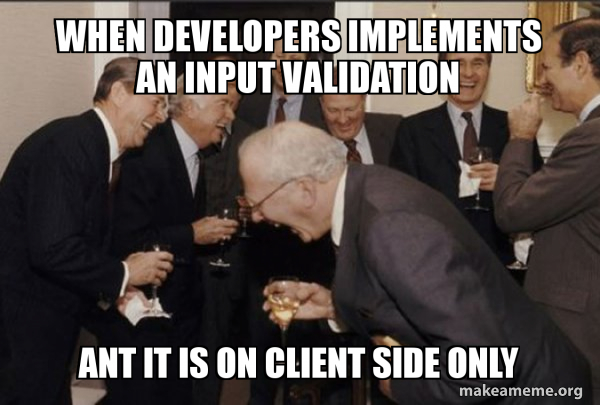 WHEN DEVELOPERS IMPLEMENTS
AN INPUT VALIDATION
ANT IT IS ON CLIENT SIDE ONLY
makeameme.org